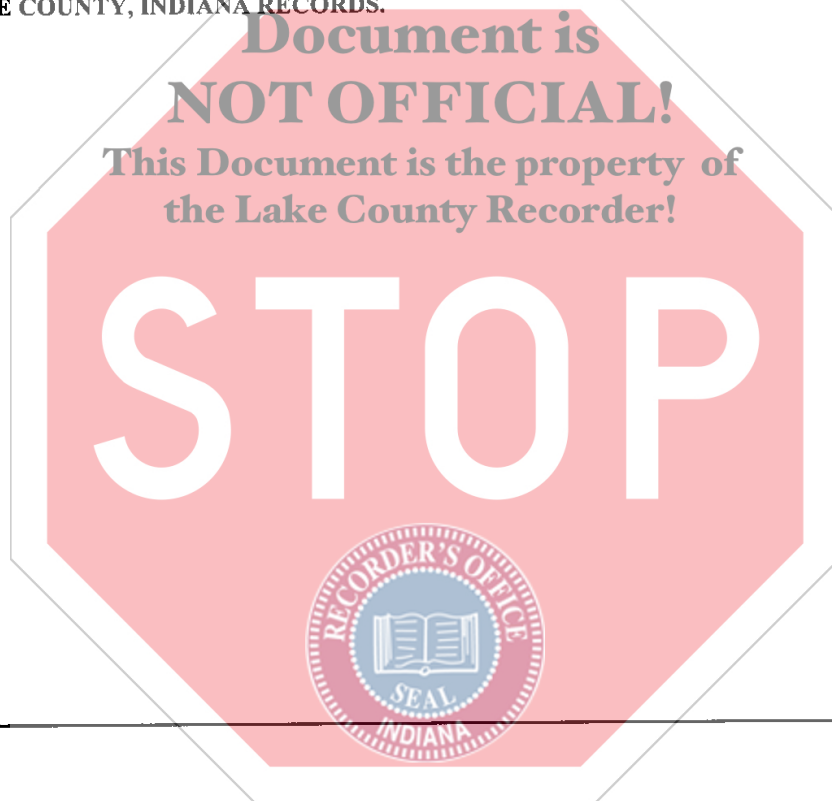 E COUNTY, INDIANA RECORDS.
Document is
NOT OFFICIAL!
This Document is the property of
the Lake County Recorder!
STOP
RECORDER'S OFFICE
SEAL
INDIANA